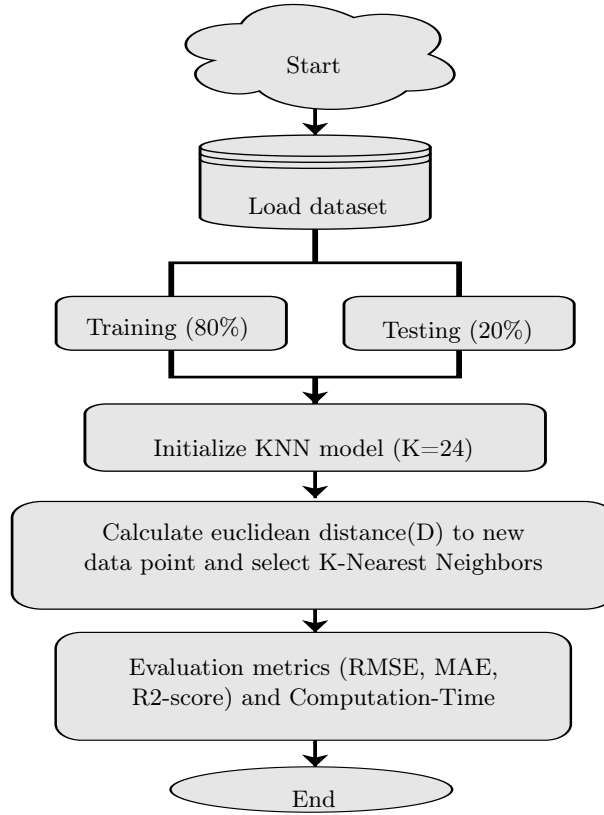 Start
Load dataset
Training (80%)
Testing (20%)
Initialize KNN model (K=24)
Calculate euclidean distance(D) to new
data point and select K-Nearest Neighbors
Evaluation metrics (RMSE, MAE,
R2-score) and Computation-Time
End